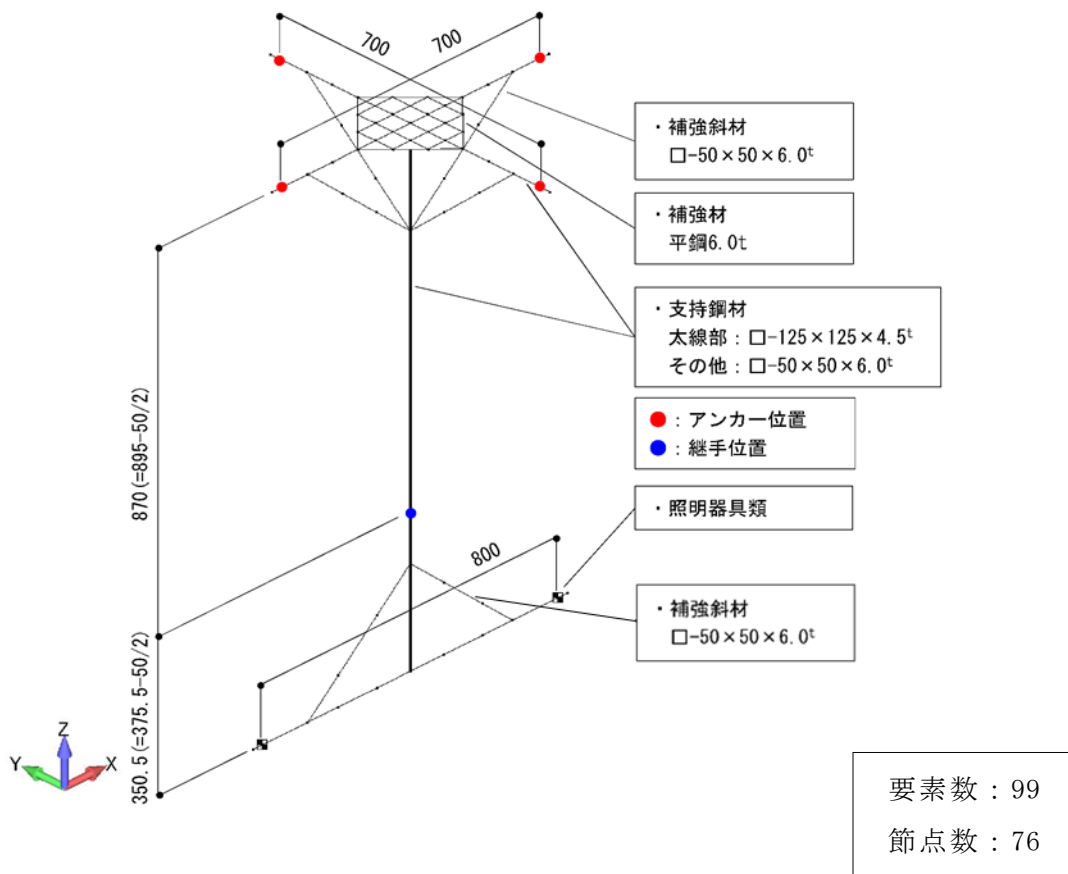 700
700
・補強斜材
□-50×50×6.0t
・補強材
平鋼6.0t
・支持鋼材
太線部：□-125×125×4.5t
その他：□-50×50×6.0t
●：アンカー位置
●：継手位置
870(=895-50/2)
・照明器具類
800
・補強斜材
□-50×50×6.0t
350.5(=375.5-50/2)
Z
Y
X
要素数：99
節点数：76